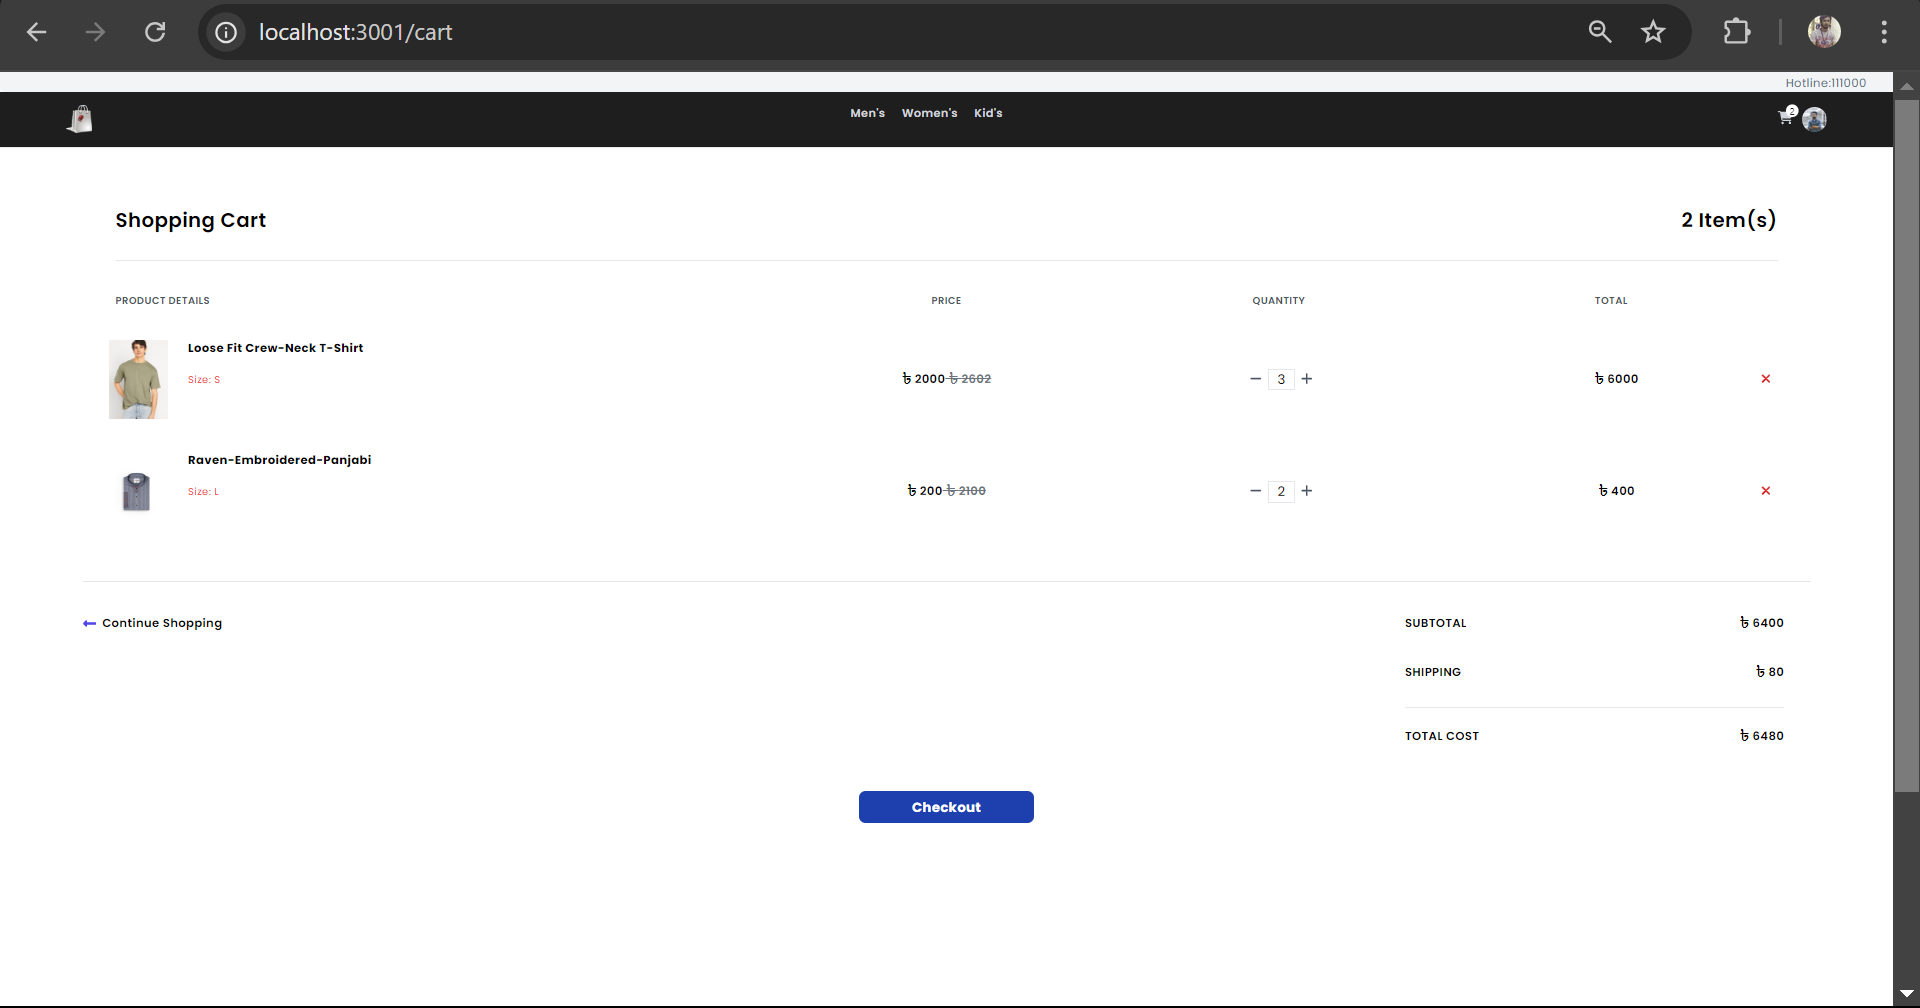 localhost:3001/cart
Hotline:111000
Men's Women's Kid's
2
Shopping Cart 2 Item(s)
PRODUCT DETAILS PRICE QUANTITY TOTAL
Loose Fit Crew-Neck T-Shirt
Size: S
৳ 2000 ৳ 2602 − 3 + ৳ 6000 ×
Raven-Embroidered-Panjabi
Size: L
৳ 200 ৳ 2100 − 2 + ৳ 400 ×
Continue Shopping
SUBTOTAL ৳ 6400
SHIPPING ৳ 80
TOTAL COST ৳ 6480
Checkout